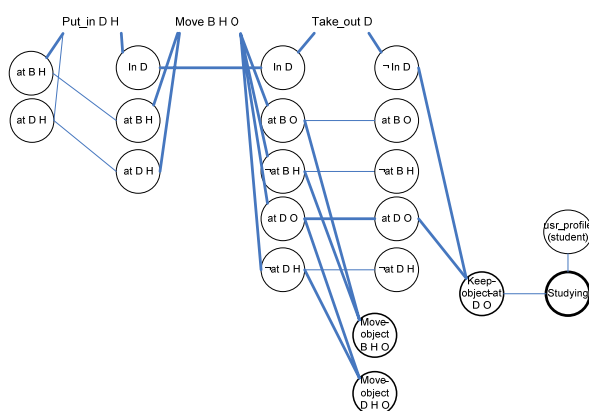 Put_in D H
Move B H O
Take_out D
at B H
at D H
In D
at B H
at D H
In D
at B O
¬at B H
at D O
¬at D H
¬ In D
at B O
¬at B H
at D O
¬at D H
Move-
object
B H O
Move-
object
D H O
Keep-
object-at
D O
usr_profile
(student)
Studying